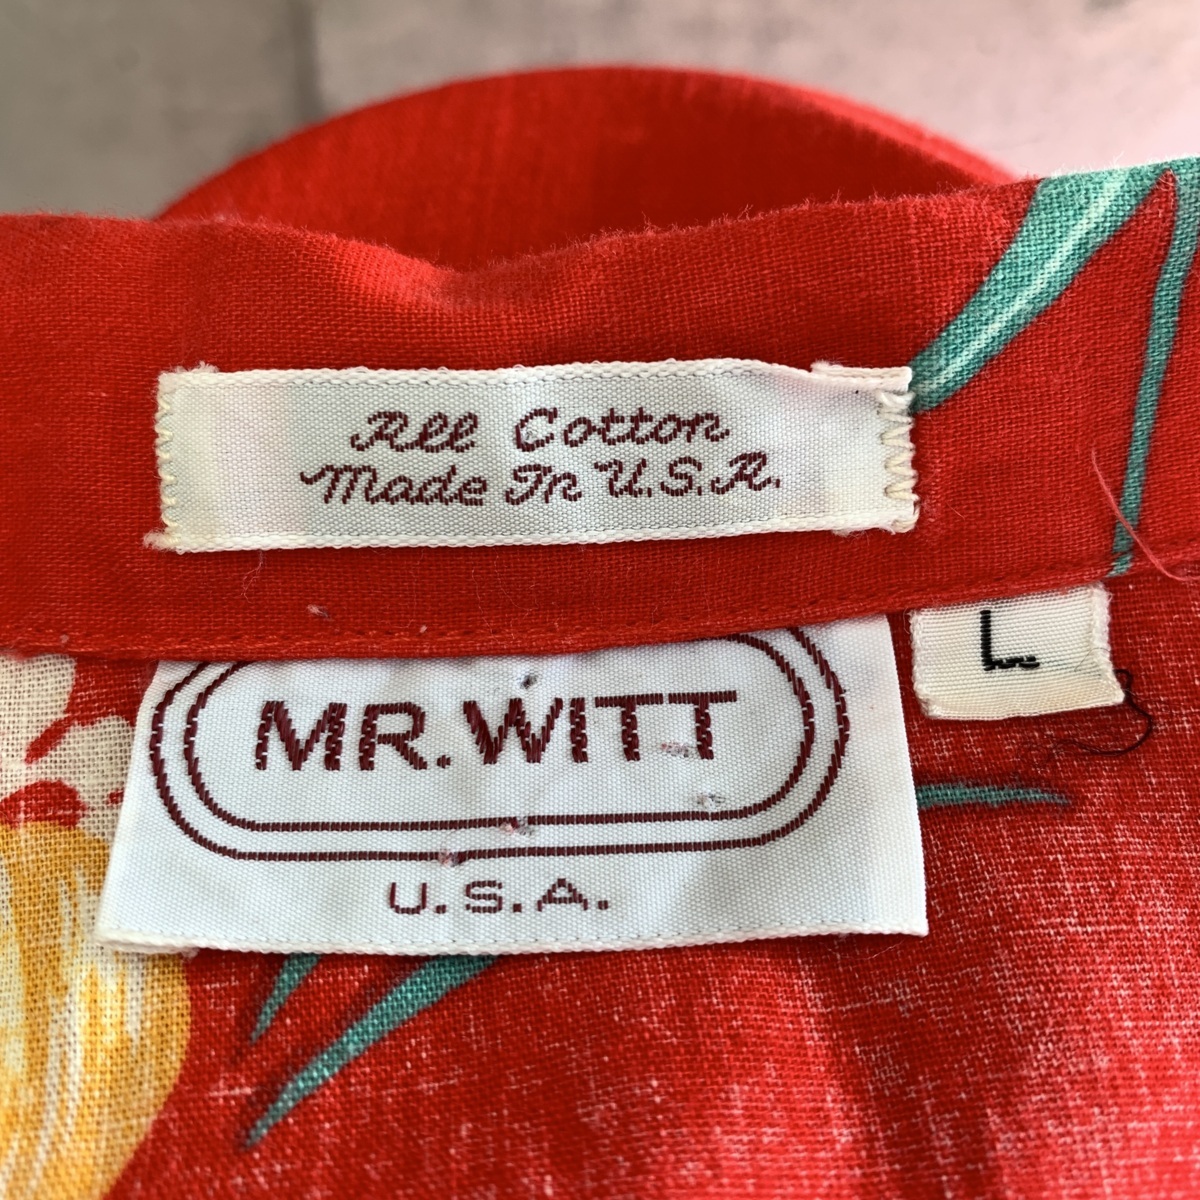 All Cotton
Made In U.S.A.
L
MR. WITT
U.S.A.